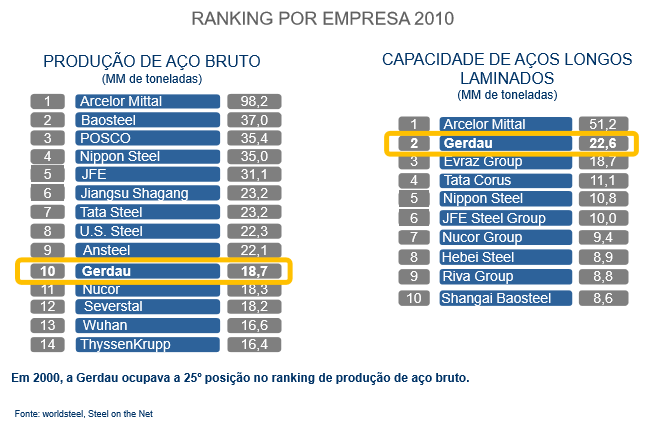 RANKING POR EMPRESA 2010
PRODUÇÃO DE AÇO BRUTO
(MM de toneladas)
1 Arcelor Mittal 98,2
2 Baosteel 37,0
3 POSCO 35,4
4 Nippon Steel 35,0
5 JFE 31,1
6 Jiangsu Shagang 23,2
7 Tata Steel 23,2
8 U.S. Steel 22,3
9 Ansteel 22,1
10 Gerdau 18,7
11 Nucor 18,3
12 Severstal 18,2
13 Wuhan 16,6
14 ThyssenKrupp 16,4
CAPACIDADE DE AÇOS LONGOS
LAMINADOS
(MM de toneladas)
1 Arcelor Mittal 51,2
2 Gerdau 22,6
3 Evraz Group 18,7
4 Tata Corus 11,1
5 Nippon Steel 10,8
6 JFE Steel Group 10,0
7 Nucor Group 9,4
8 Hebei Steel 8,9
9 Riva Group 8,8
10 Shangai Baosteel 8,6
Em 2000, a Gerdau ocupava a 25º posição no ranking de produção de aço bruto.
Fonte: worldsteel, Steel on the Net